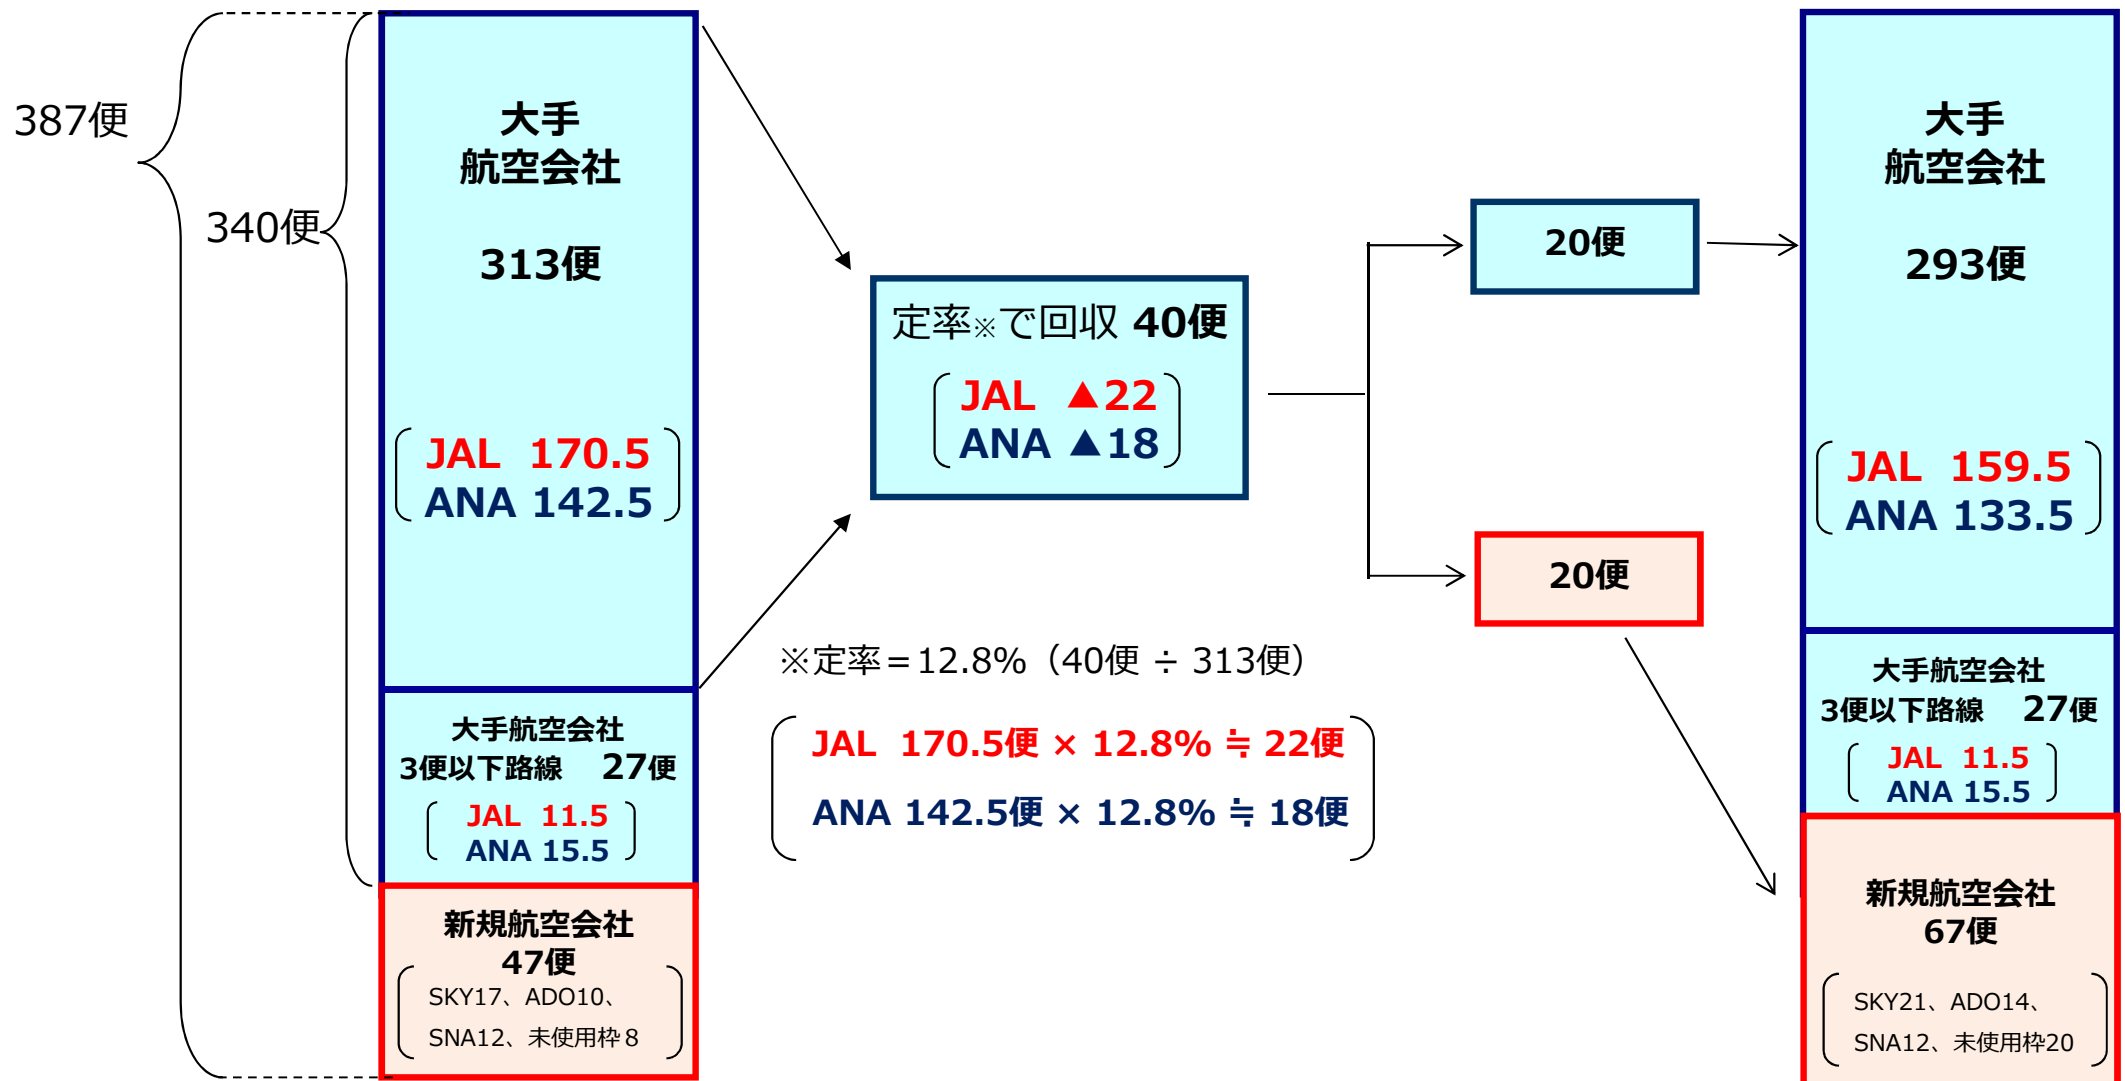 387便
340便
大手
航空会社
313便
JAL 170.5
ANA 142.5
大手航空会社
3便以下路線 27便
JAL 11.5
ANA 15.5
新規航空会社
47便
SKY17、ADO10、
SNA12、未使用枠８
定率※で回収 40便
JAL ▲22
ANA ▲18
※定率＝12.8%（40便 ÷ 313便）
JAL 170.5便 × 12.8% ≒ 22便
ANA 142.5便 × 12.8% ≒ 18便
20便
20便
大手
航空会社
293便
JAL 159.5
ANA 133.5
大手航空会社
3便以下路線 27便
JAL 11.5
ANA 15.5
新規航空会社
67便
SKY21、ADO14、
SNA12、未使用枠20